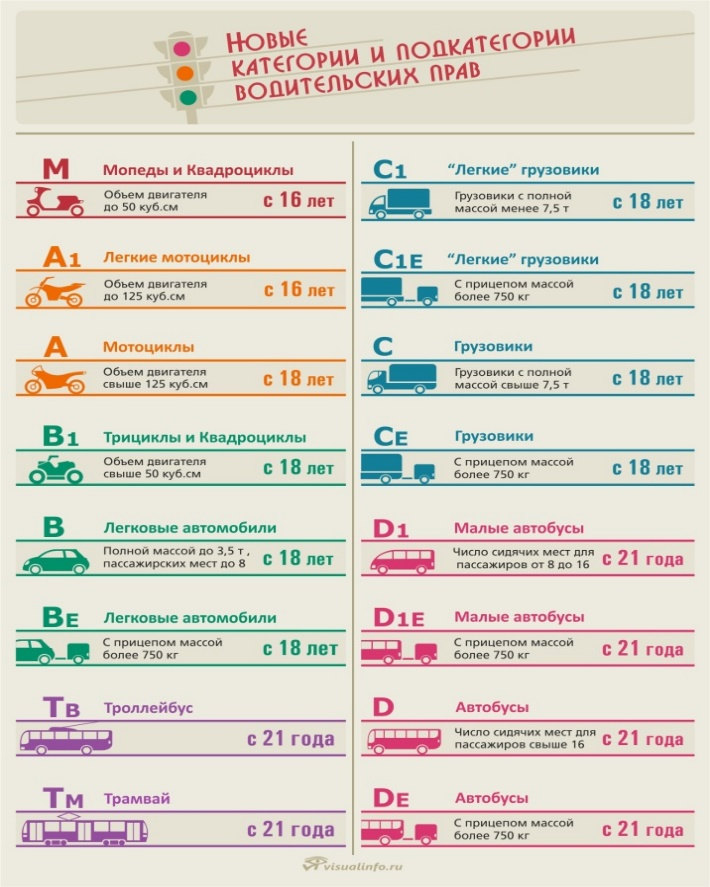 Новые
категории и подкатегории
водительских прав
M
Мопеды и Квадроциклы
Объем двигателя
до 50 куб.см
с 16 лет
A1
Легкие мотоциклы
Объем двигателя
до 125 куб.см
с 16 лет
A
Мотоциклы
Объем двигателя
свыше 125 куб.см
с 18 лет
B1
Трициклы и Квадроциклы
Объем двигателя
свыше 50 куб.см
с 18 лет
B
Легковые автомобили
Полной массой до 3,5 т ,
пассажирских мест до 8
с 18 лет
BE
Легковые автомобили
С прицепом массой
более 750 кг
с 18 лет
Тв
Троллейбус
с 21 года
Тм
Трамвай
с 21 года
C1
“Легкие” грузовики
Грузовики с полной
массой менее 7,5 т
с 18 лет
C1E
“Легкие” грузовики
С прицепом массой
более 750 кг
с 18 лет
C
Грузовики
Грузовики с полной
массой свыше 7,5 т
с 18 лет
CE
Грузовики
С прицепом массой
более 750 кг
с 18 лет
D1
Малые автобусы
Число сидячих мест для
пассажиров от 8 до 16
с 21 года
D1E
Малые автобусы
С прицепом массой
более 750 кг
с 21 года
D
Автобусы
Число сидячих мест для
пассажиров свыше 16
с 21 года
DE
Автобусы
С прицепом массой
более 750 кг
с 21 года
visualinfo.ru